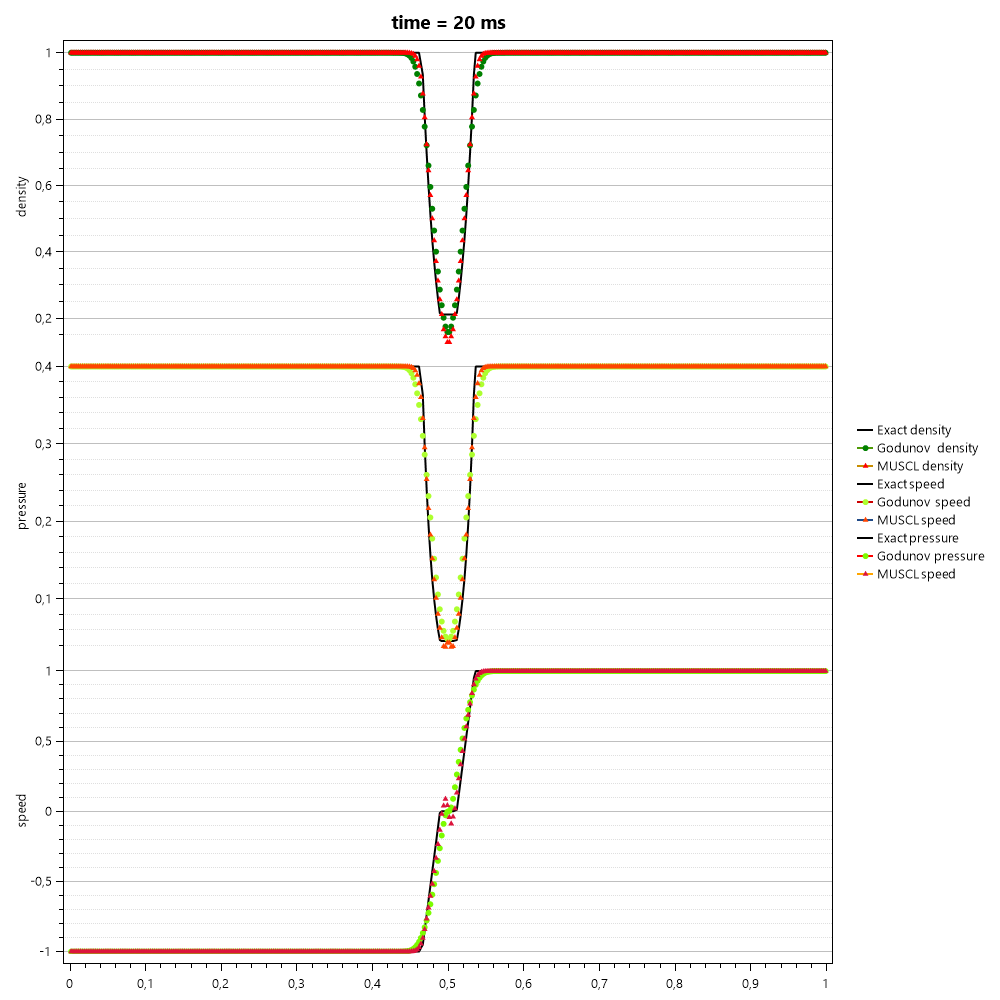 time = 20 ms
1
0,8
0,6
0,4
0,2
density
0,4
0,3
0,2
0,1
pressure
1
0,5
0
-0,5
-1
speed
0 0,1 0,2 0,3 0,4 0,5 0,6 0,7 0,8 0,9 1
Exact density
Godunov density
MUSCL density
Exact speed
Godunov speed
MUSCL speed
Exact pressure
Godunov pressure
MUSCL speed